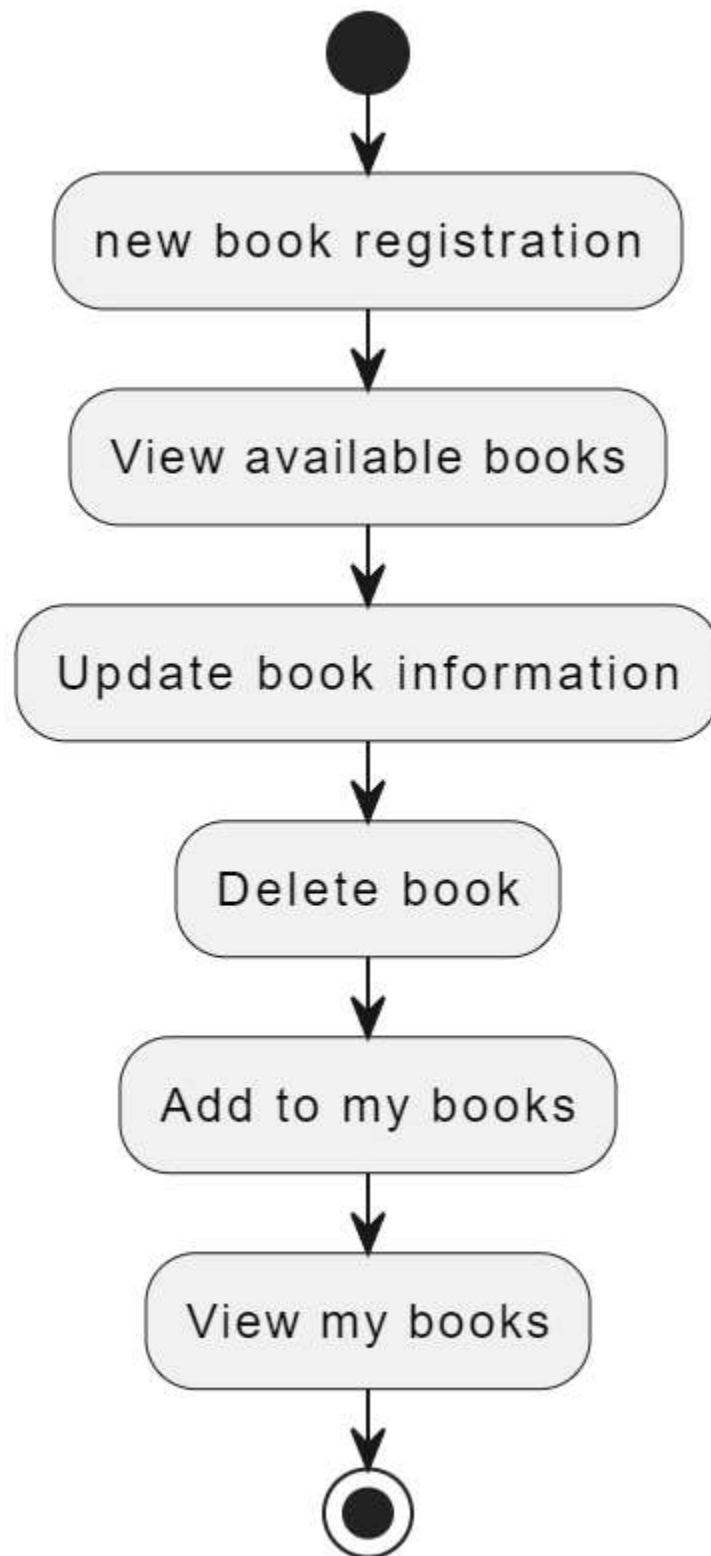 new book registration
View available books
Update book information
Delete book
Add to my books
View my books